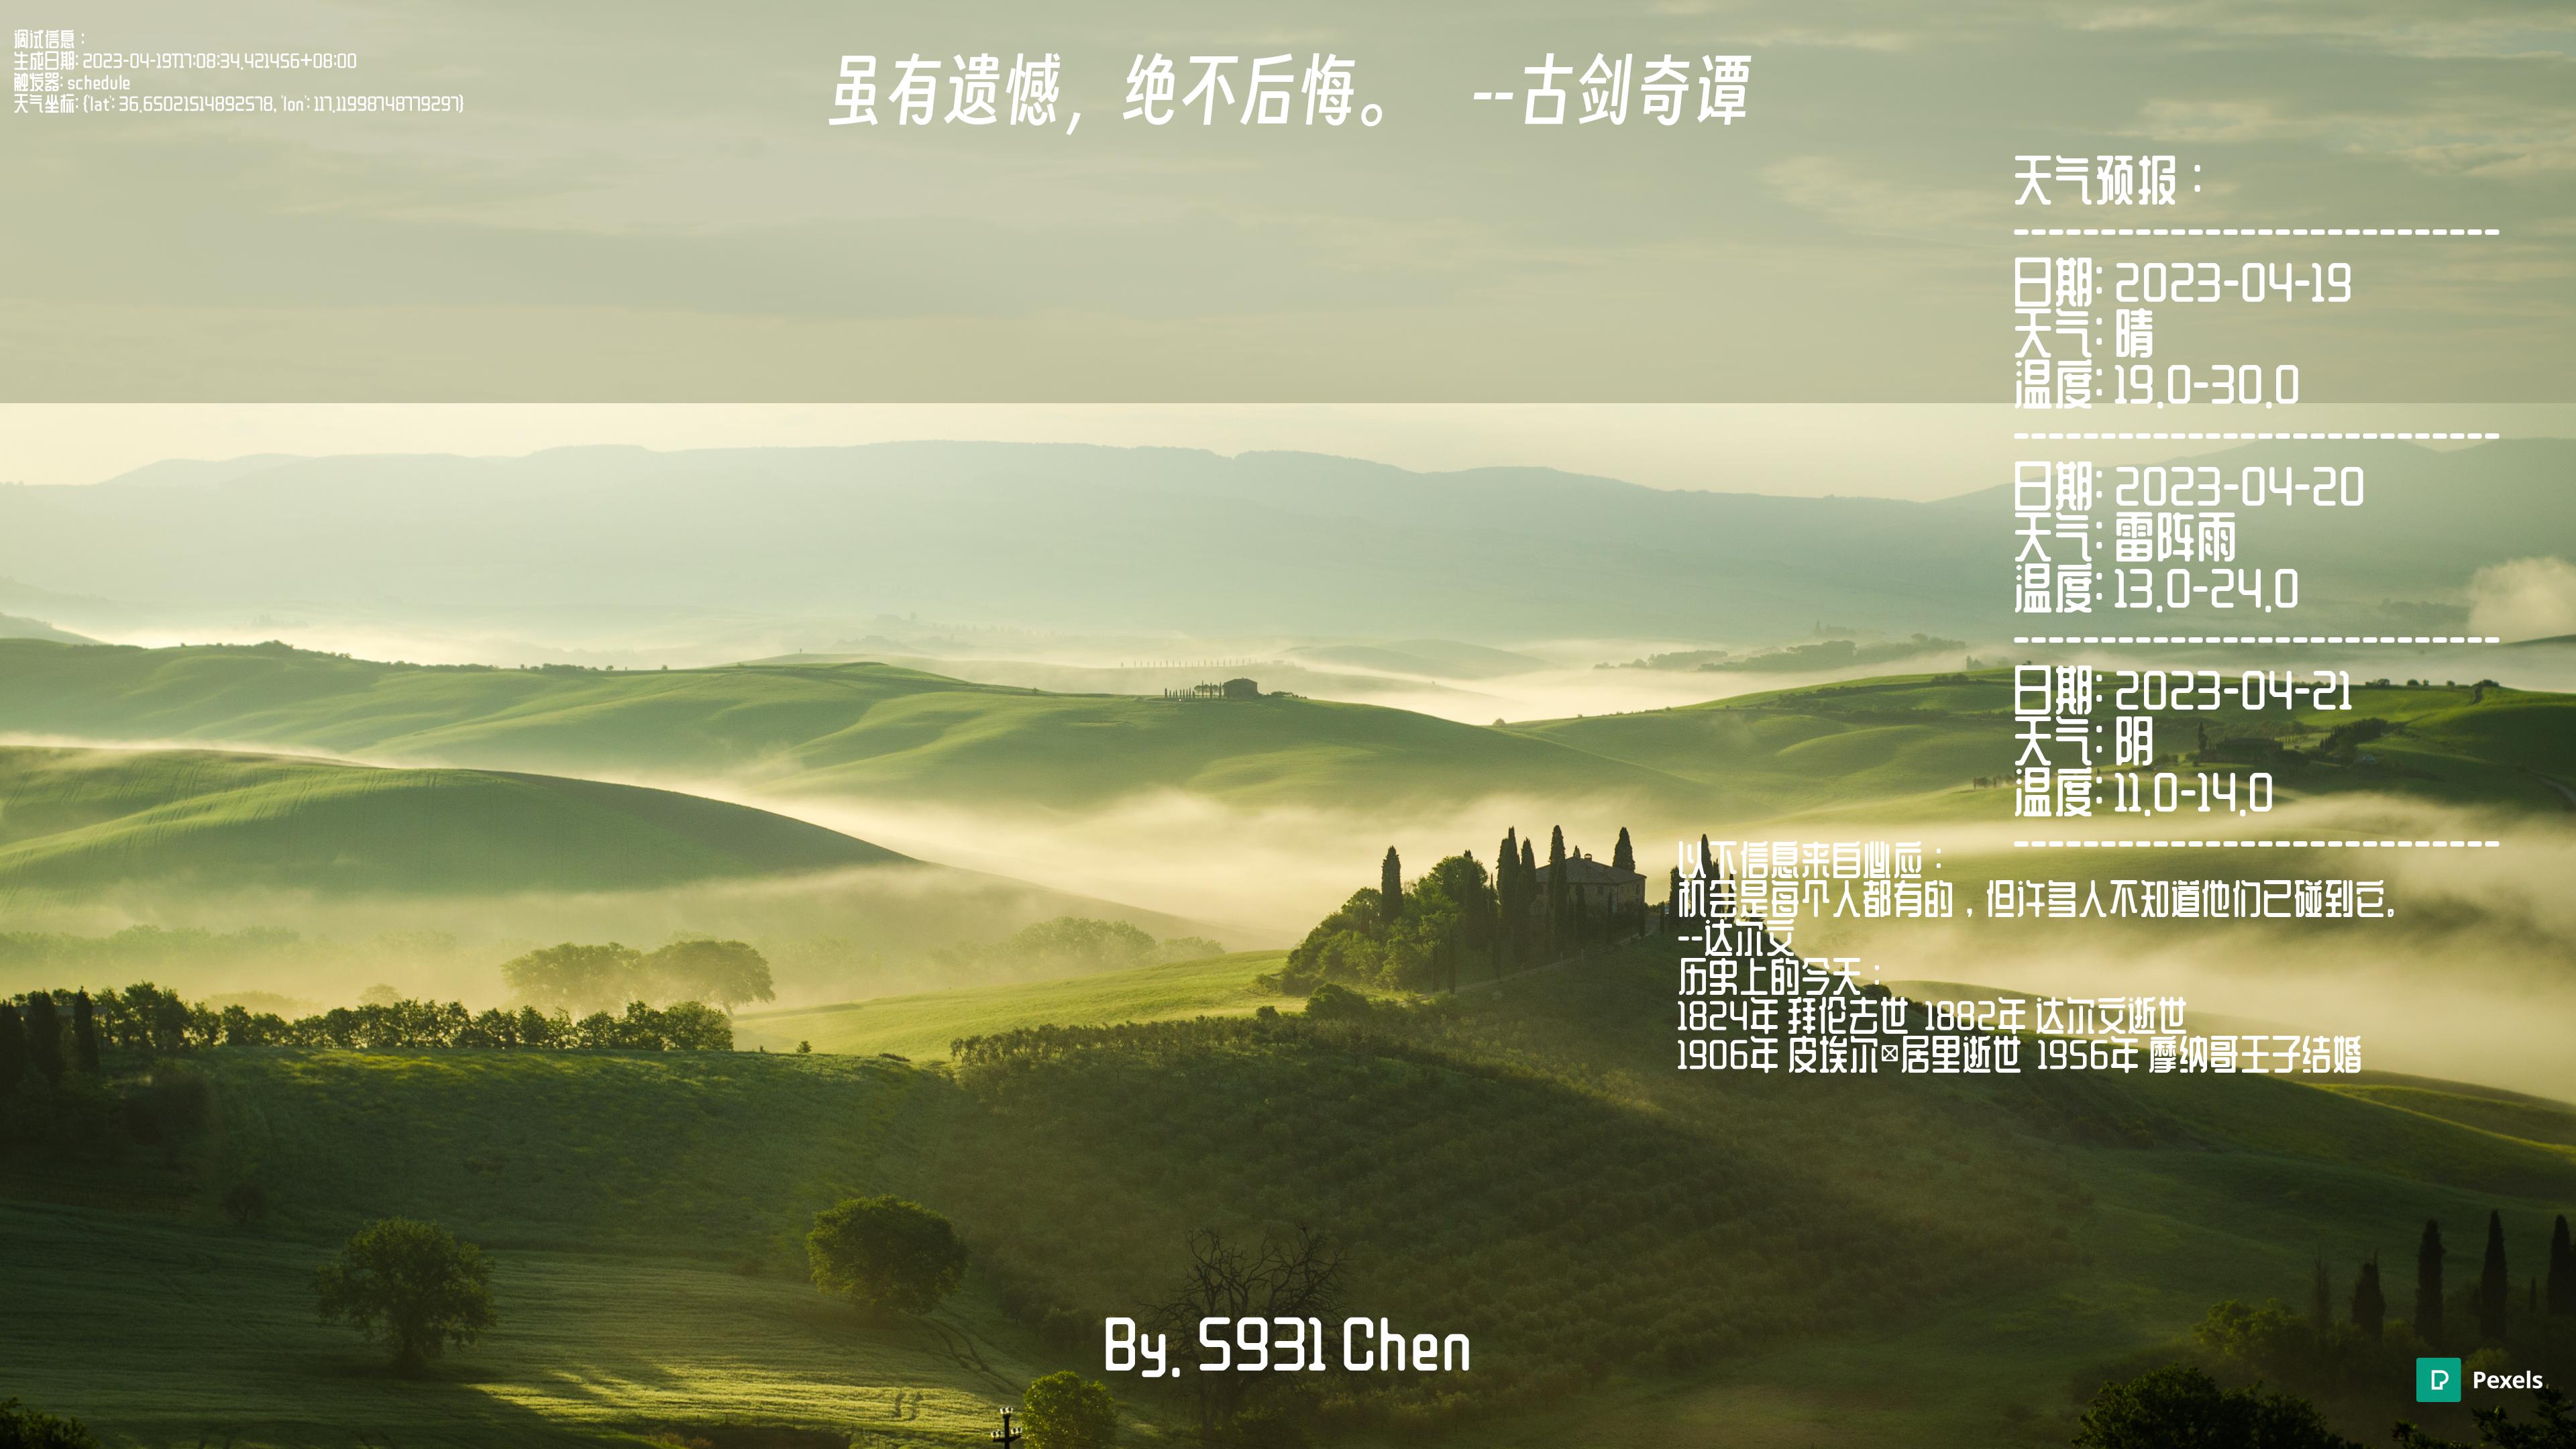 调试信息：
生成日期: 2023-04-19T17:08:34.421456+08:00
触发器: schedule
天气坐标: {'lat': 36.65021514892578, 'lon': 117.11998748779297}
虽有遗憾，绝不后悔。 --古剑奇谭
天气预报：
----------------------------
日期: 2023-04-19
天气: 晴
温度: 19.0-30.0
----------------------------
日期: 2023-04-20
天气: 雷阵雨
温度: 13.0-24.0
----------------------------
日期: 2023-04-21
天气: 阴
温度: 11.0-14.0
----------------------------
以下信息来自必应：
机会是每个人都有的，但许多人不知道他们已碰到它。
--达尔文
历史上的今天：
1824年 拜伦去世 1882年 达尔文逝世
1906年 皮埃尔☒居里逝世 1956年 摩纳哥王子结婚
By. S931 Chen
Pexels